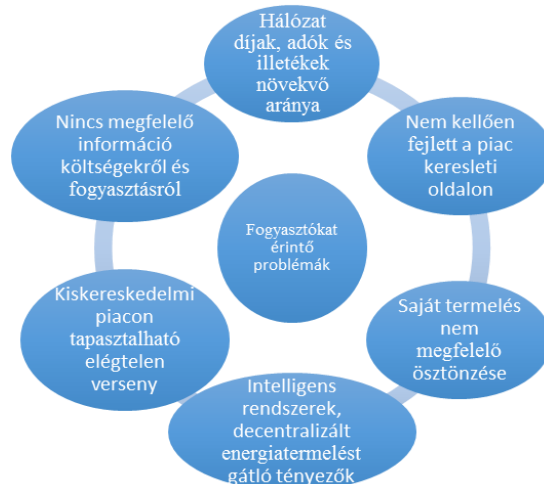 Hálózat
díjak, adók és
illetékek
növekvő
aránya
Nem kellően
fejlett a piac
keresleti
oldalon
Saját termelés
nem
megfelelő
ösztönzése
Intelligens
rendszerek,
decentralizált
energiatermelést
gátló tényezők
Kiskereskedelmi
piacon
tapasztalható
elégtelen
verseny
Nincs megfelelő
információ
költségekről és
fogyasztásról
Fogyasztókat
érintő
problémák